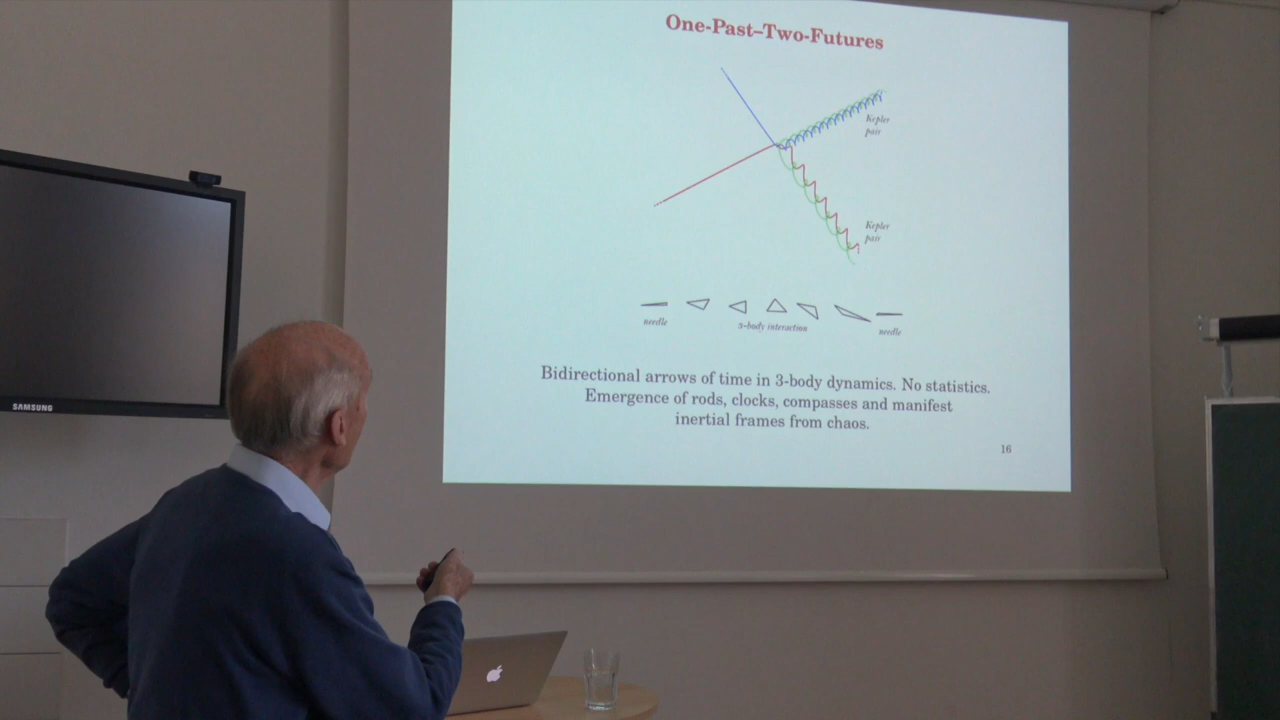 One-Past–Two-Futures
Kepler
pair
Kepler
pair
needle
3-body interaction
needle
Bidirectional arrows of time in 3-body dynamics. No statistics.
Emergence of rods, clocks, compasses and manifest
inertial frames from chaos.
16
SAMSUNG